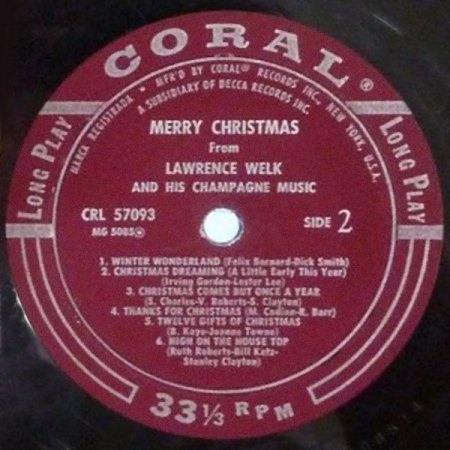 CORAL®
MARCA REGISTRADA • MF'D BY CORAL® RECORDS INC., NEW YORK, U.S.A.
A SUBSIDIARY OF DECCA RECORDS INC.
LONG PLAY
LONG PLAY
MERRY CHRISTMAS
From
LAWRENCE WELK
AND HIS CHAMPAGNE MUSIC
CRL 57093
MG 5085
SIDE 2
1. WINTER WONDERLAND (Felix Bernard-Dick Smith)
2. CHRISTMAS DREAMING (A Little Early This Year)
(Irving Gordon-Lester Lee)
3. CHRISTMAS COMES BUT ONCE A YEAR
(S. Charles-V. Roberts-S. Clayton)
4. THANKS FOR CHRISTMAS (M. Codian-R. Barr)
5. TWELVE GIFTS OF CHRISTMAS
(B. Kaye-Joanne Towne)
6. HIGH ON THE HOUSE TOP
(Ruth Roberts-Bill Katz-
Stanley Clayton)
33⅓ RPM